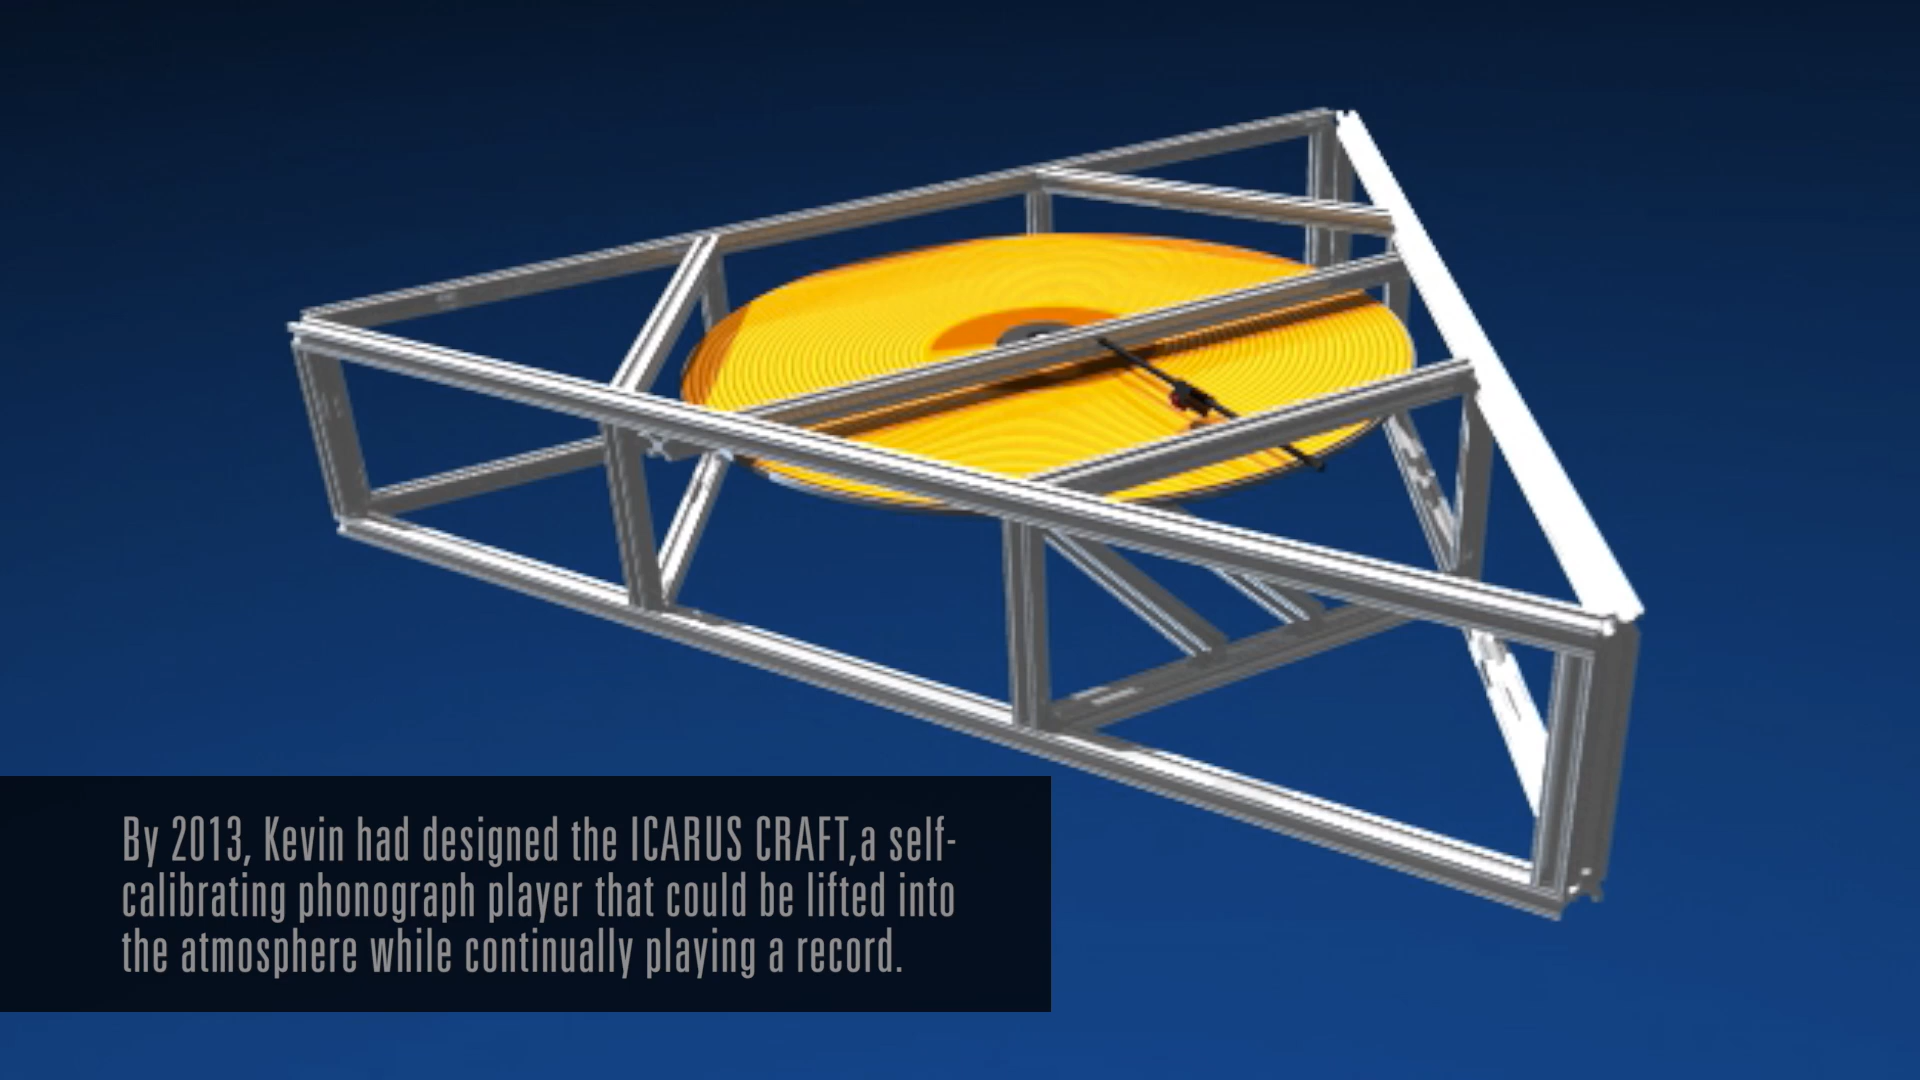 By 2013, Kevin had designed the ICARUS CRAFT,a self-
calibrating phonograph player that could be lifted into
the atmosphere while continually playing a record.